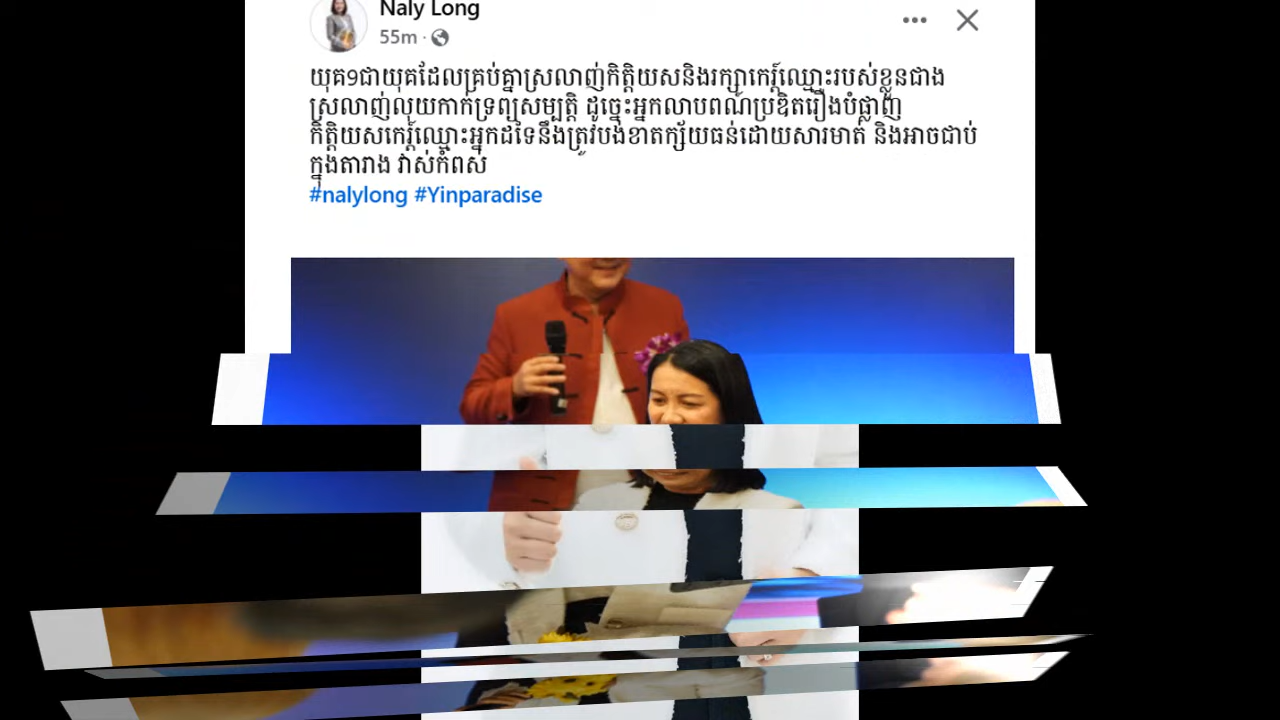 Naly Long
55m
យុគ9ជាយុគដែលគ្រប់គ្នាស្រលាញ់កិត្តិយសនិងរក្សាកេរ្ត៍ឈ្មោះរបស់ខ្លួនជាង
ស្រលាញ់លុយកាក់ទ្រព្យសម្បត្តិ ដូច្នេះអ្នកលាបពណ៍ប្រឌិតរឿងបំផ្លាញ
កិត្តិយសកេរ្ត៍ឈ្មោះអ្នកដទៃនឹងត្រូវបង់ខាតក្ស័យធន់ដោយសារមាត់ និងអាចជាប់
ក្នុងតារាង វាស់កំពស់
#nalylong #Yinparadise